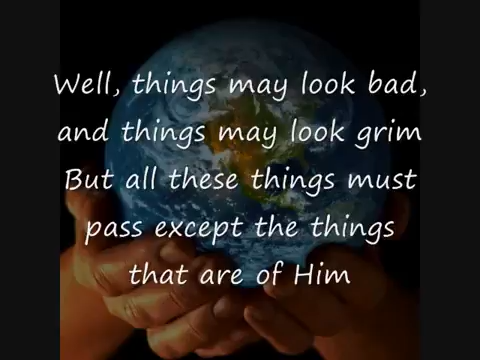 Well, things may look bad,
and things may look grim
But all these things must
pass except the things
that are of Him